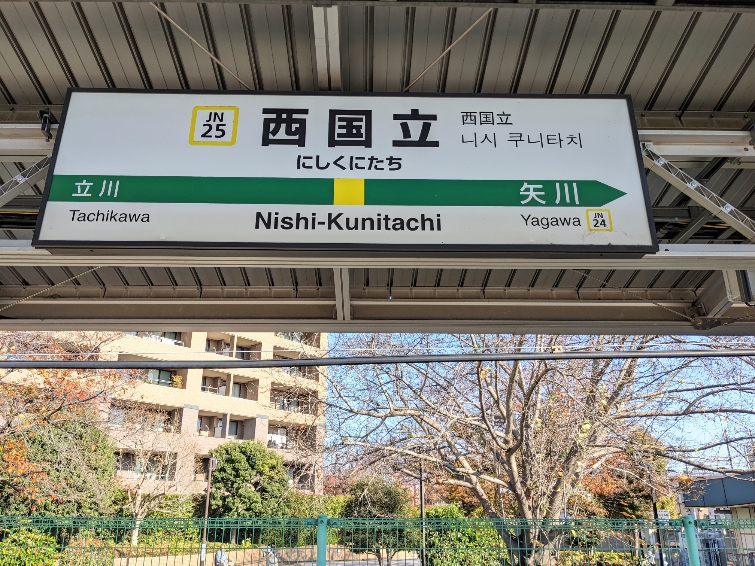 JN
25
西国立
西国立
니시 쿠니타치
にしくにたち
立川
矢川
Tachikawa
Nishi-Kunitachi
Yagawa
JN
24